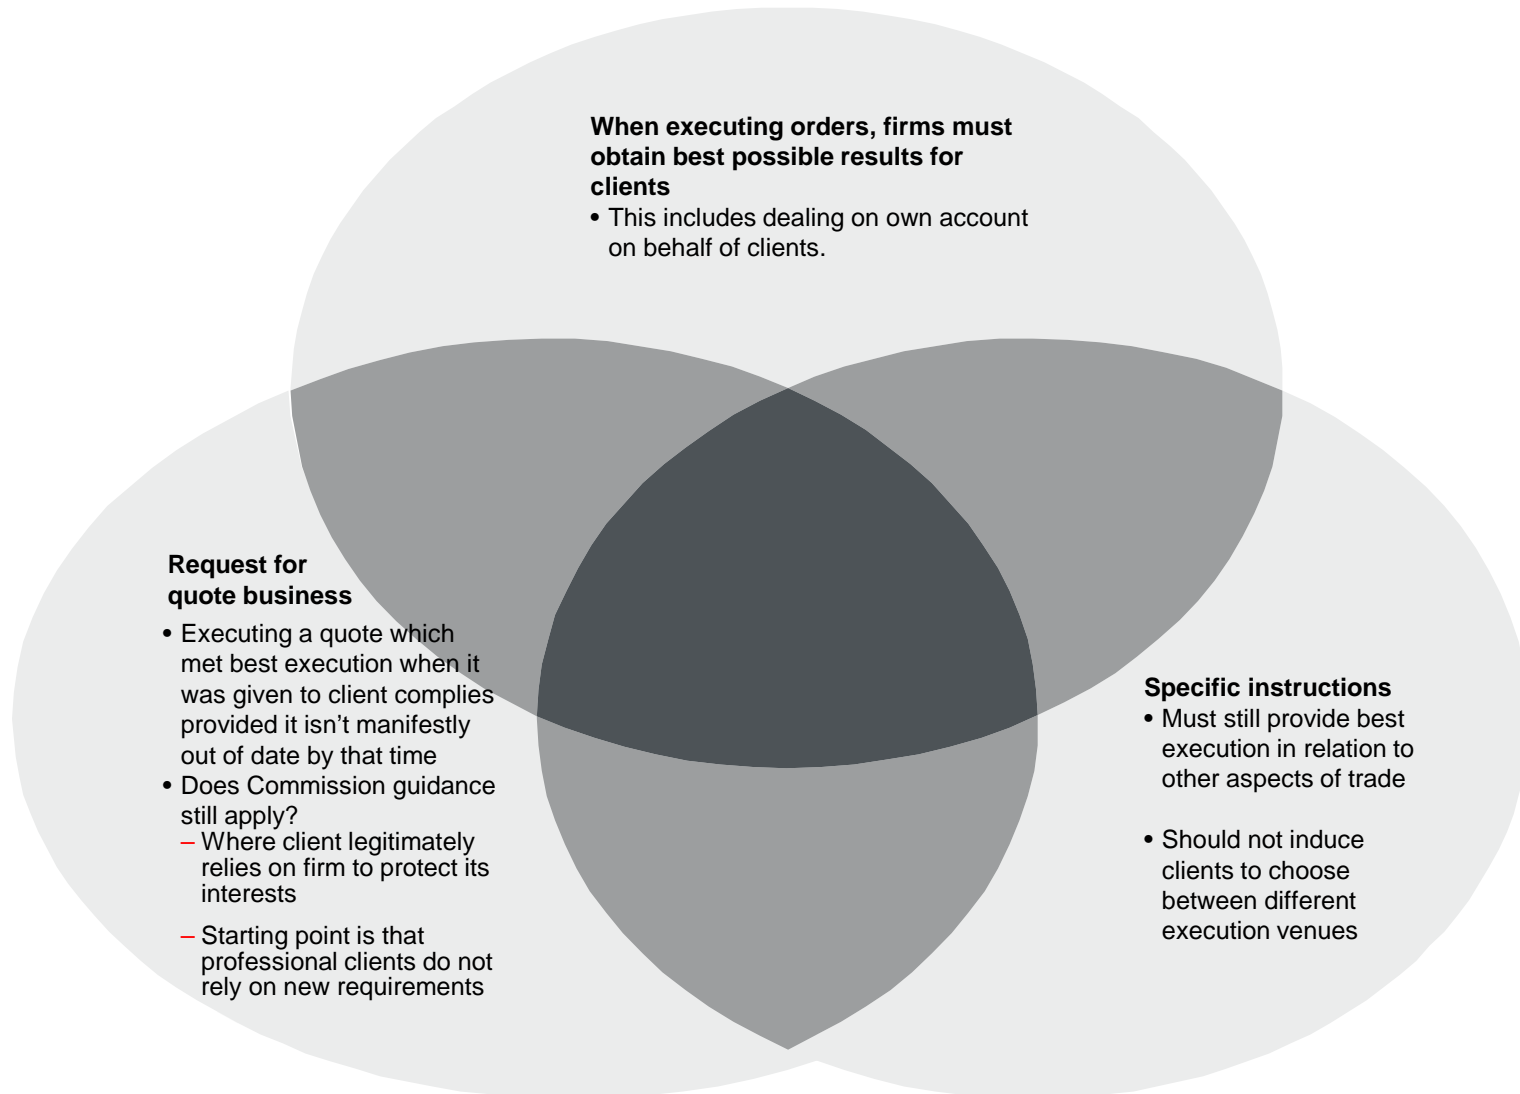 When executing orders, firms must
obtain best possible results for
clients
• This includes dealing on own account
on behalf of clients.
Request for
quote business
• Executing a quote which
met best execution when it
was given to client complies
provided it isn’t manifestly
out of date by that time
• Does Commission guidance
still apply?
– Where client legitimately
relies on firm to protect its
interests
– Starting point is that
professional clients do not
rely on new requirements
Specific instructions
• Must still provide best
execution in relation to
other aspects of trade
• Should not induce
clients to choose
between different
execution venues